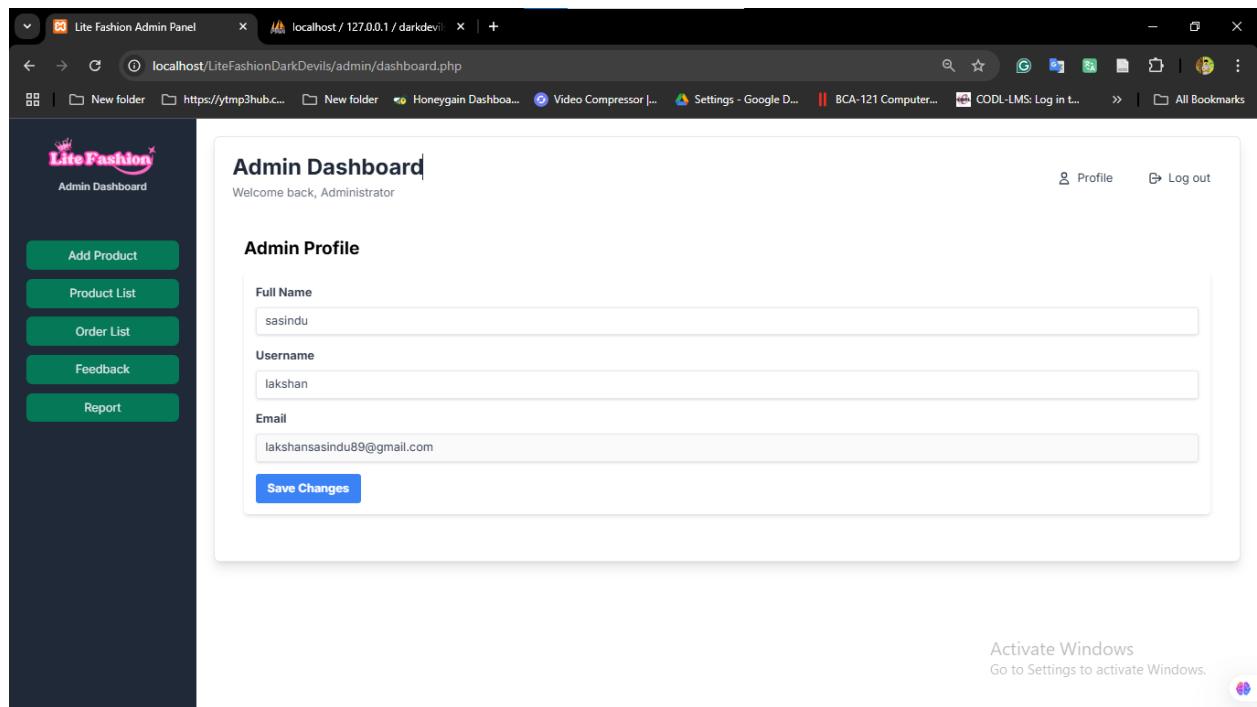 Lite Fashion Admin Panel
localhost / 127.0.0.1 / darkdevil
localhost/LiteFashionDarkDevils/admin/dashboard.php
New folder
https://ytmp3hub.c...
New folder
Honeygain Dashboa...
Video Compressor |...
Settings - Google D...
BCA-121 Computer...
CODL-LMS: Log in t...
All Bookmarks
Lite Fashion
Admin Dashboard
Add Product
Product List
Order List
Feedback
Report
Admin Dashboard
Welcome back, Administrator
Profile
Log out
Admin Profile
Full Name
sasindu
Username
lakshan
Email
lakshansasindu89@gmail.com
Save Changes
Activate Windows
Go to Settings to activate Windows.